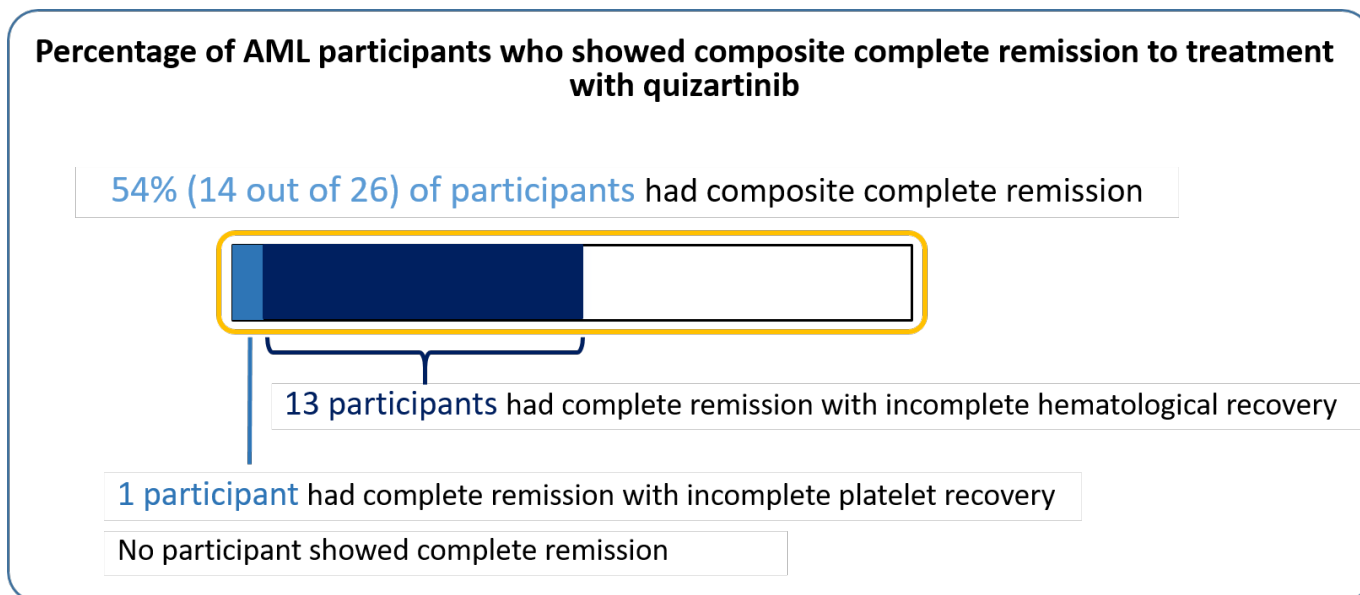 Percentage of AML participants who showed composite complete remission to treatment
with quizartinib
54% (14 out of 26) of participants had composite complete remission
13 participants had complete remission with incomplete hematological recovery
1 participant had complete remission with incomplete platelet recovery
No participant showed complete remission